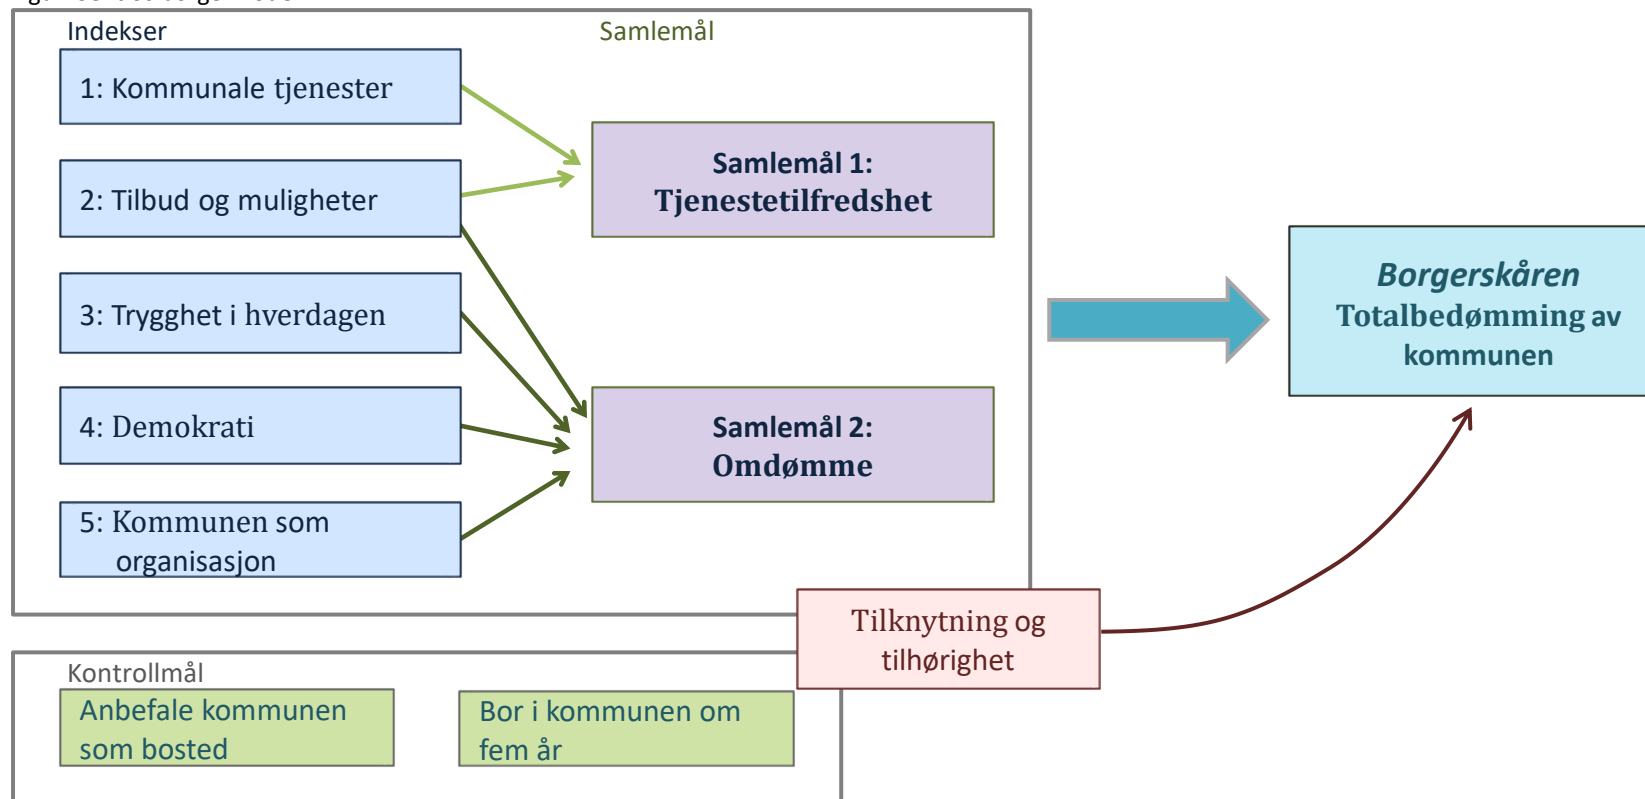 Indekser
Samlemål
1: Kommunale tjenester
2: Tilbud og muligheter
3: Trygghet i hverdagen
4: Demokrati
5: Kommunen som
organisasjon
Samlemål 1:
Tjenestetilfredshet
Samlemål 2:
Omdømme
Borgerskåren
Totalbedømming av
kommunen
Tilknytning og
tilhørighet
Kontrollmål
Anbefale kommunen
som bosted
Bor i kommunen om
fem år